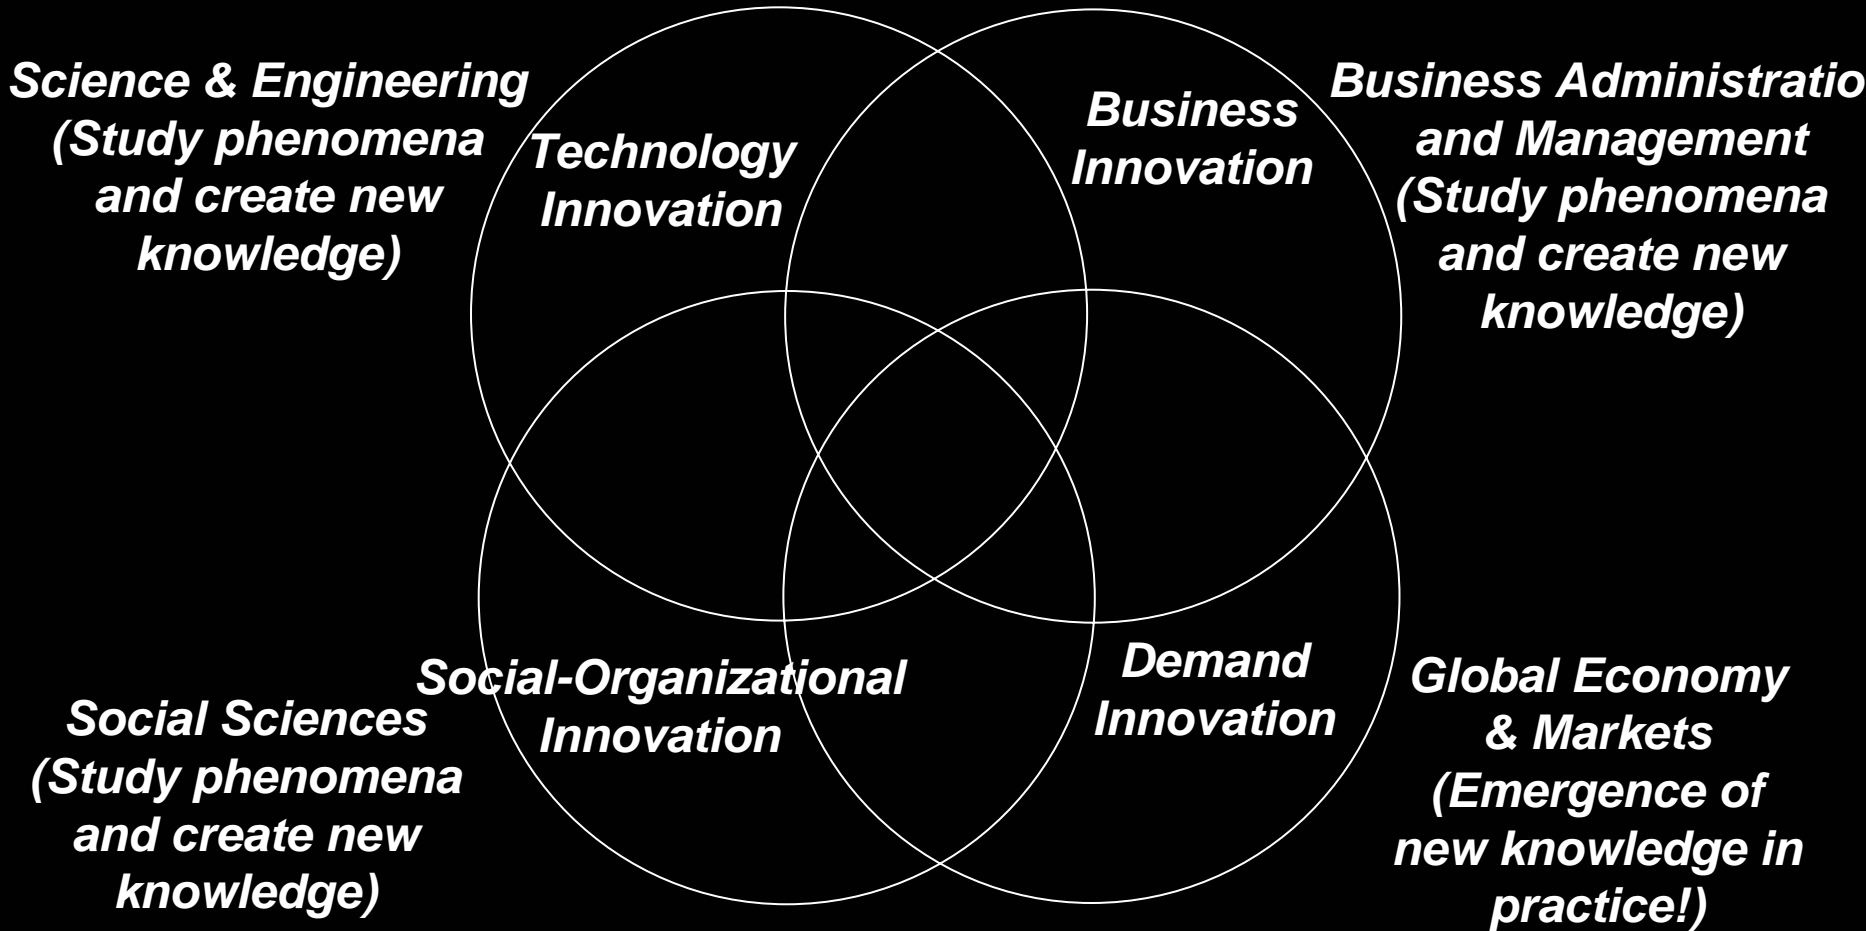 Science & Engineering
(Study phenomena
and create new
knowledge)
Technology
Innovation
Business
Innovation
Business Administratio
and Management
(Study phenomena
and create new
knowledge)
Social Sciences
(Study phenomena
and create new
knowledge)
Social-Organizational
Innovation
Demand
Innovation
Global Economy
& Markets
(Emergence of
new knowledge in
practice!)